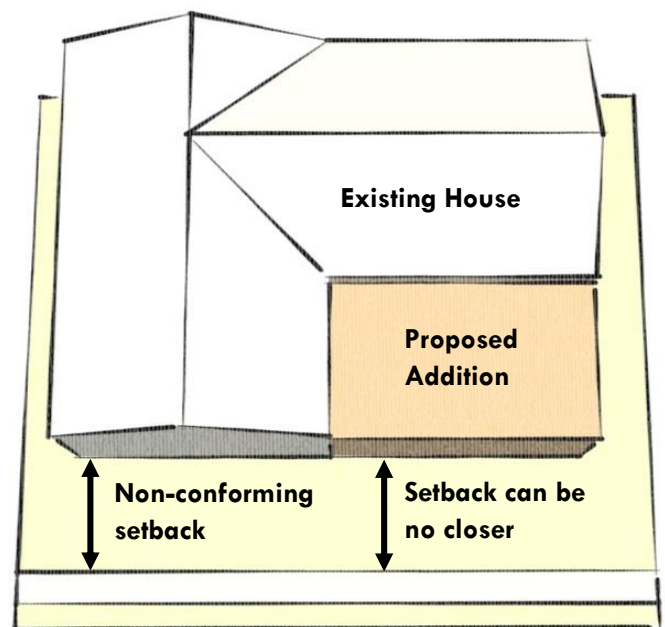 Existing House
Proposed
Addition
Non-conforming
setback
Setback can be
no closer